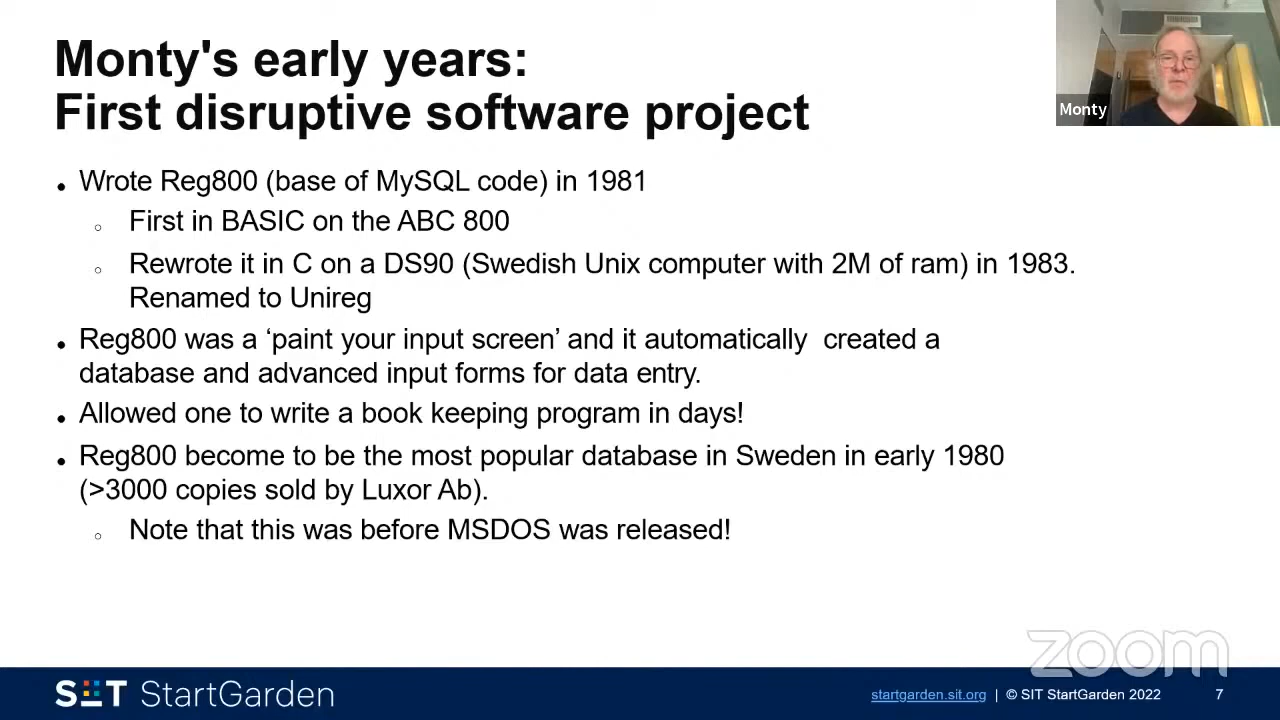 Monty's early years:
First disruptive software project
Monty
• Wrote Reg800 (base of MySQL code) in 1981
○ First in BASIC on the ABC 800
○ Rewrote it in C on a DS90 (Swedish Unix computer with 2M of ram) in 1983.
Renamed to Unireg
• Reg800 was a ‘paint your input screen’ and it automatically created a
database and advanced input forms for data entry.
• Allowed one to write a book keeping program in days!
• Reg800 become to be the most popular database in Sweden in early 1980
(>3000 copies sold by Luxor Ab).
○ Note that this was before MSDOS was released!
zoom
SIT StartGarden
startgarden.sit.org | © SIT StartGarden 2022 7